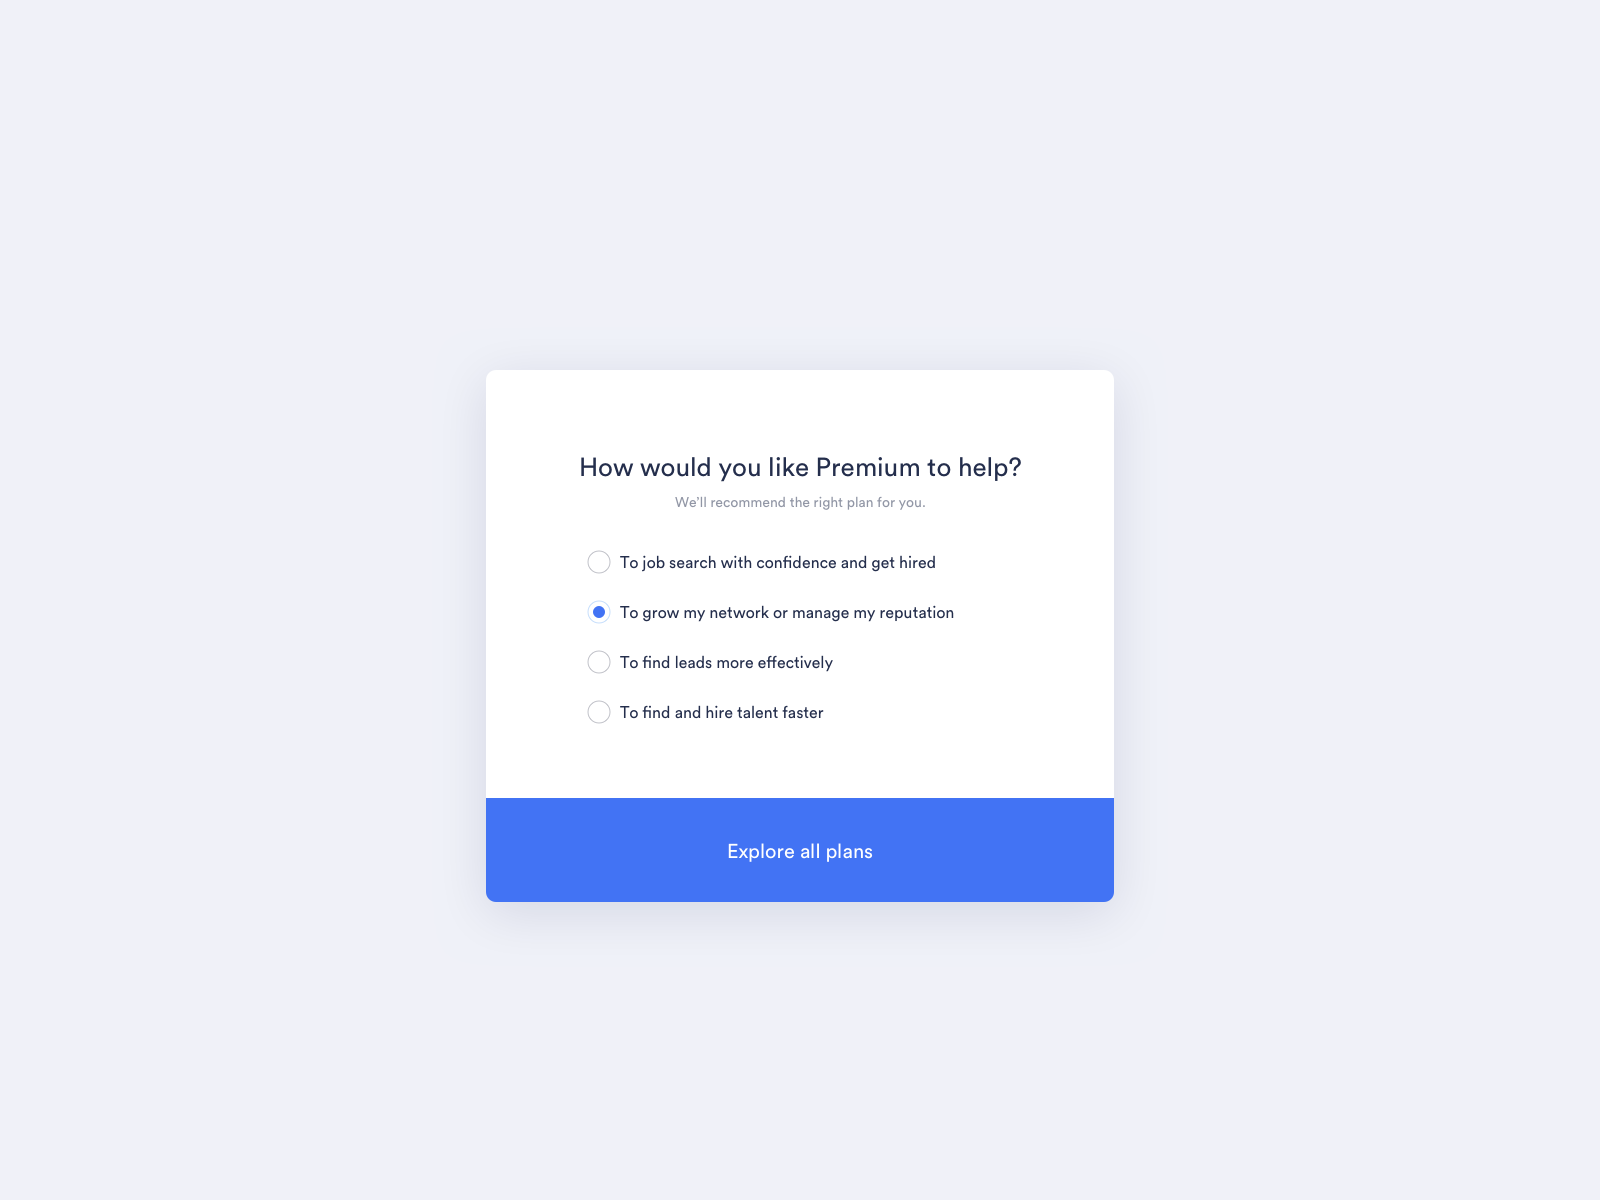 How would you like Premium to help?
We'll recommend the right plan for you.
To job search with confidence and get hired
To grow my network or manage my reputation
To find leads more effectively
To find and hire talent faster
Explore all plans